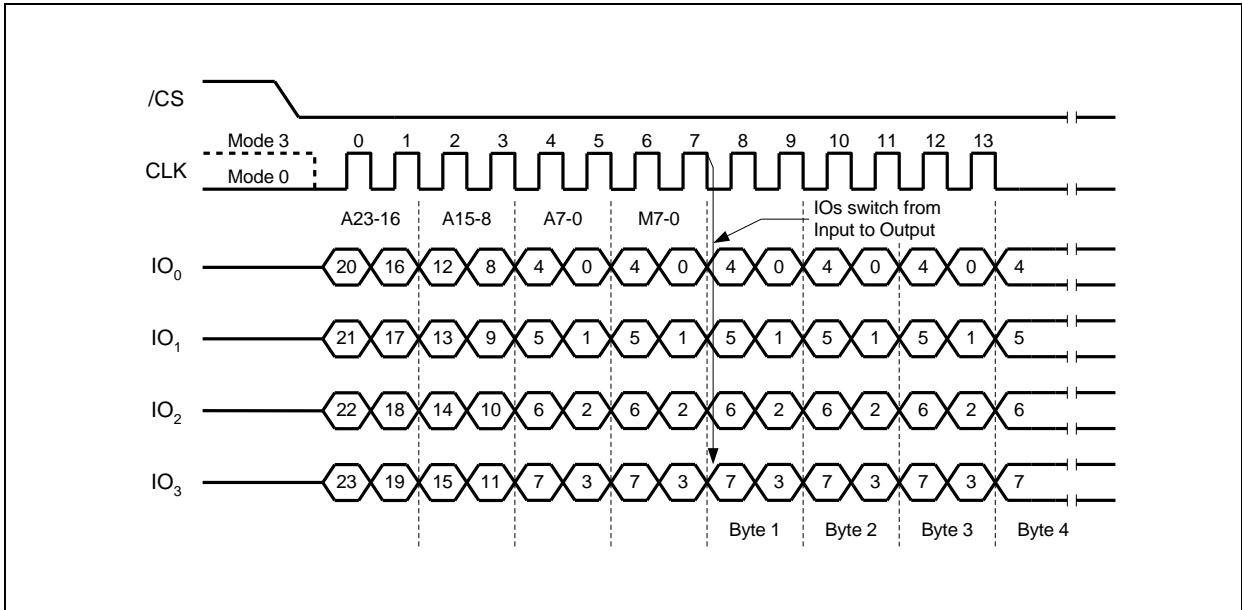 /CS
Mode 3 0 1 2 3 4 5 6 7 8 9 10 11 12 13
CLK
Mode 0
A23-16 A15-8 A7-0 M7-0
IOs switch from
Input to Output
IO0 20 16 12 8 4 0 4 0 4 0 4 0 4 0 4
IO1 21 17 13 9 5 1 5 1 5 1 5 1 5 1 5
IO2 22 18 14 10 6 2 6 2 6 2 6 2 6 2 6
IO3 23 19 15 11 7 3 7 3 7 3 7 3 7 3 7
Byte 1 Byte 2 Byte 3 Byte 4